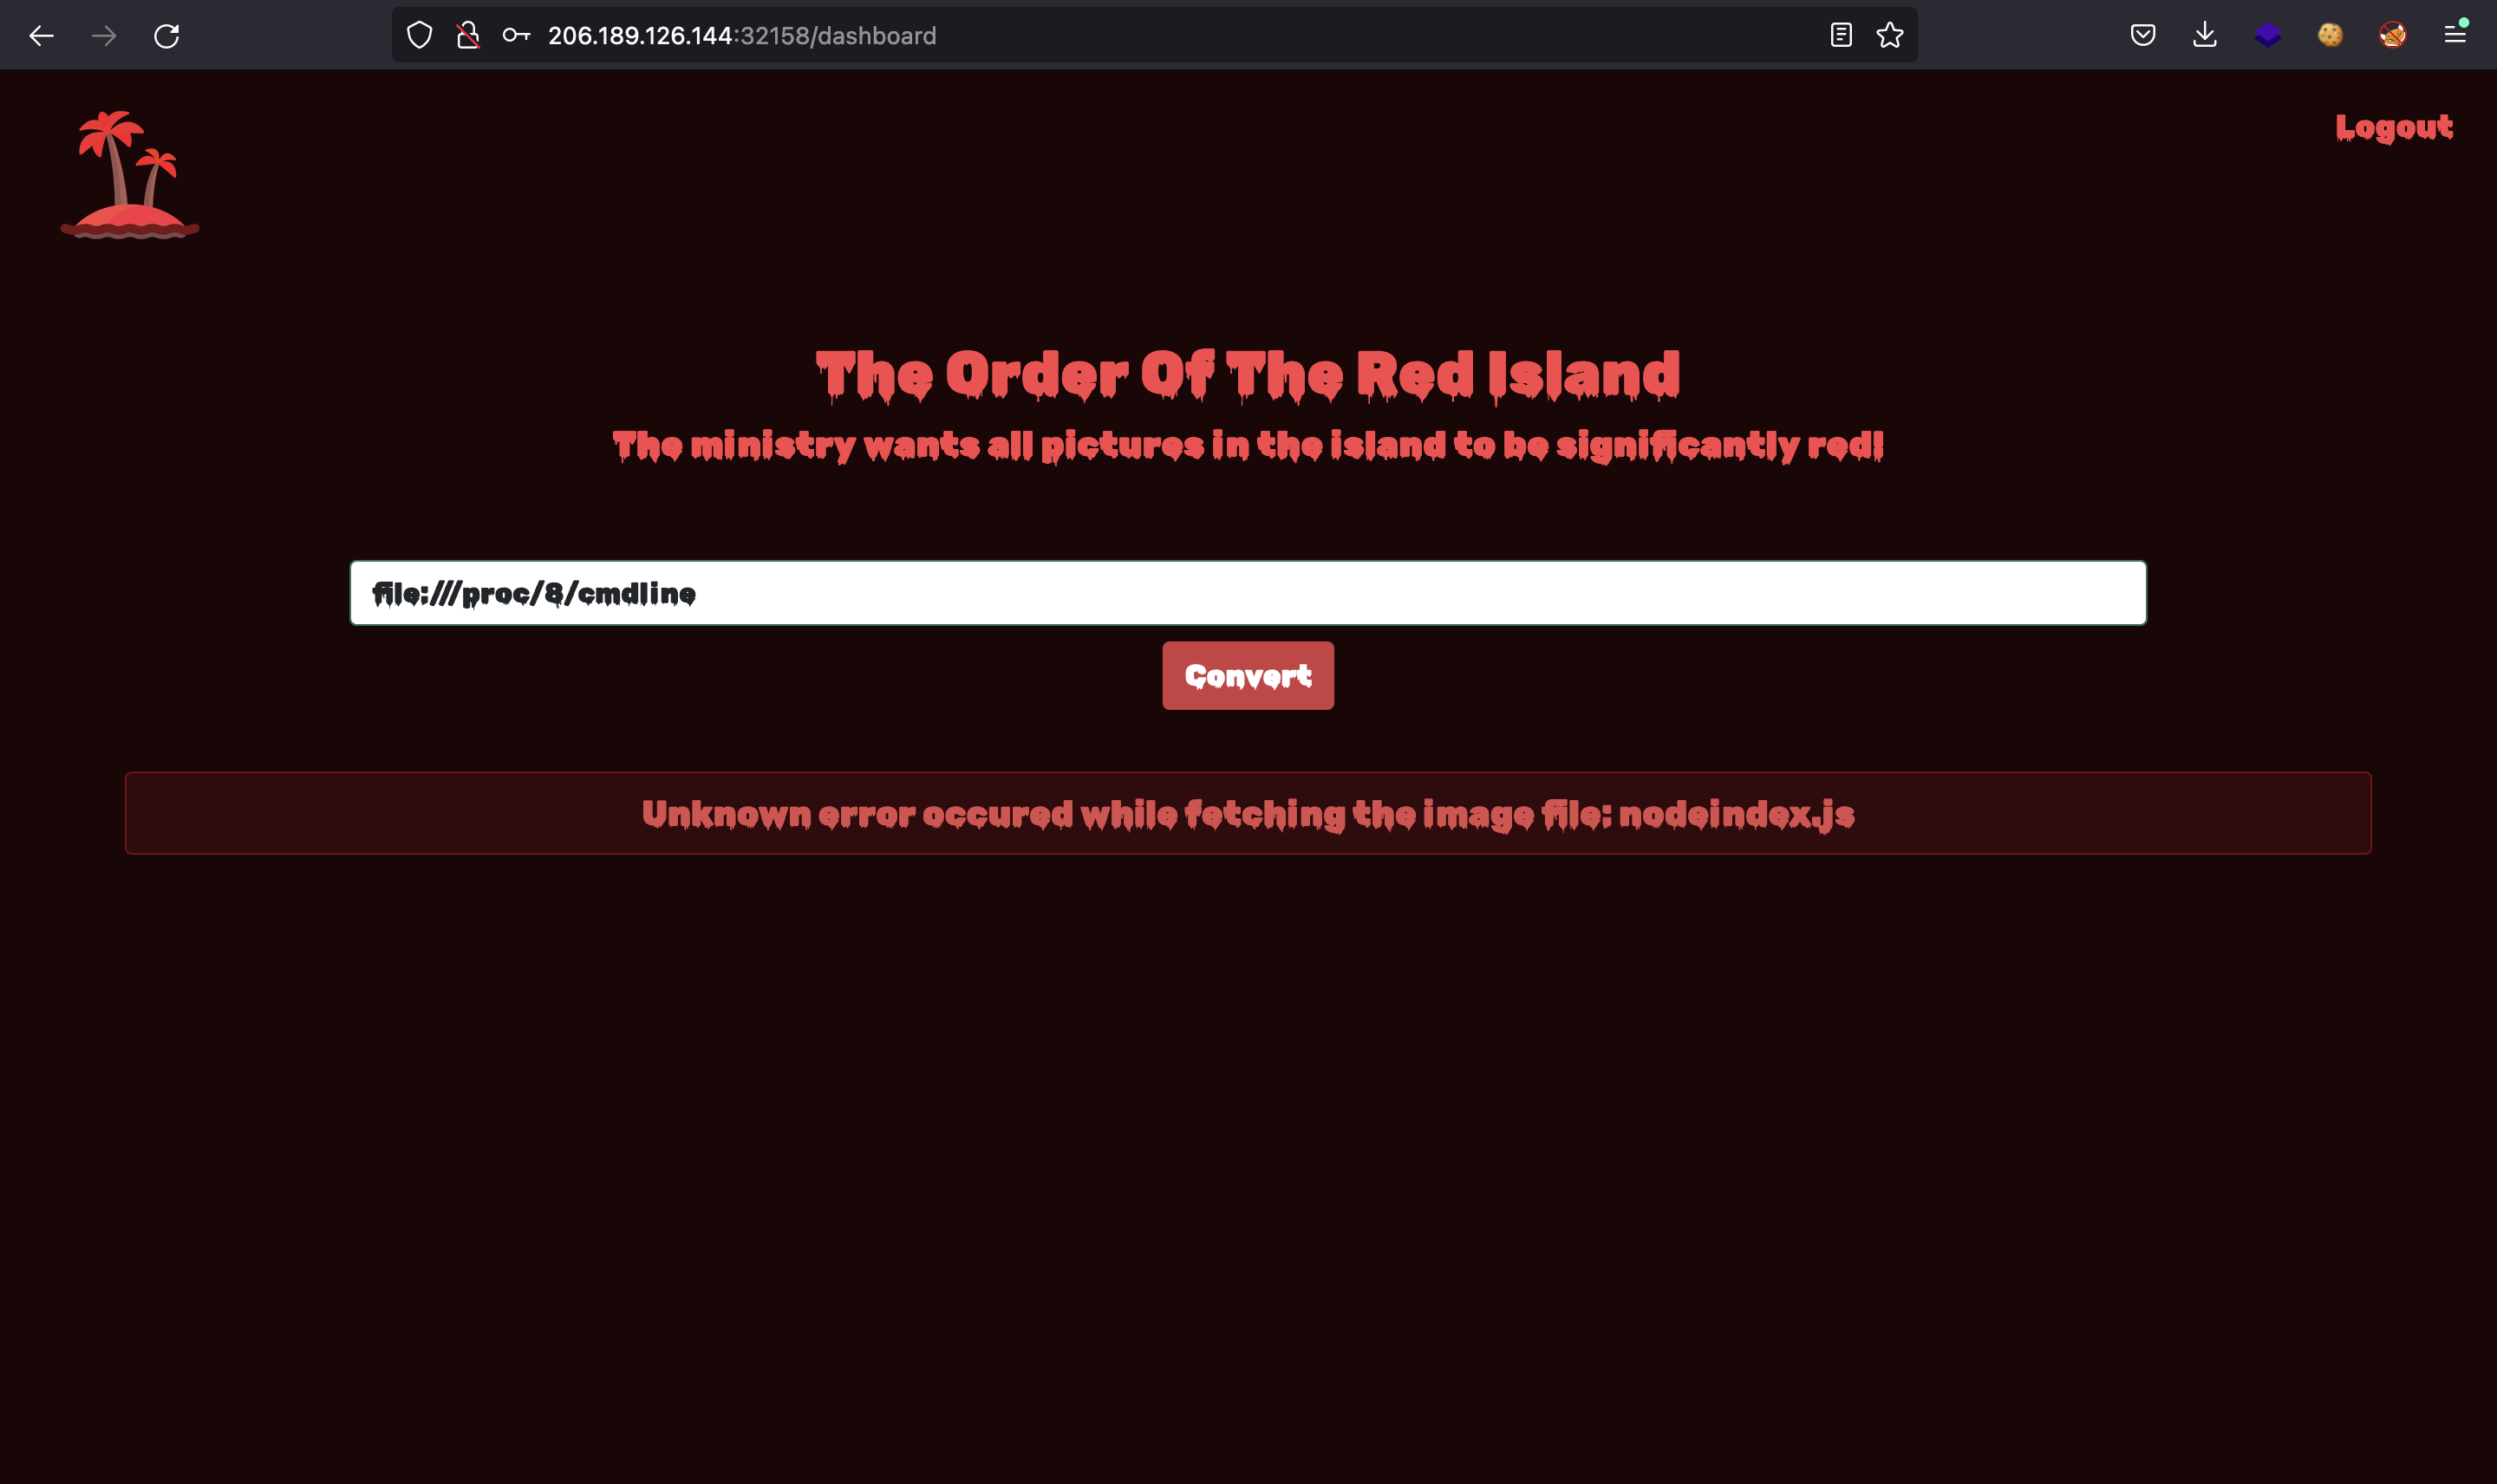 206.189.126.144:32158/dashboard
Logout
The Order Of The Red Island
The ministry wants all pictures in the island to be significantly red!
file:///proc/8/cmdline
Convert
Unknown error occured while fetching the image file: nodeindex.js